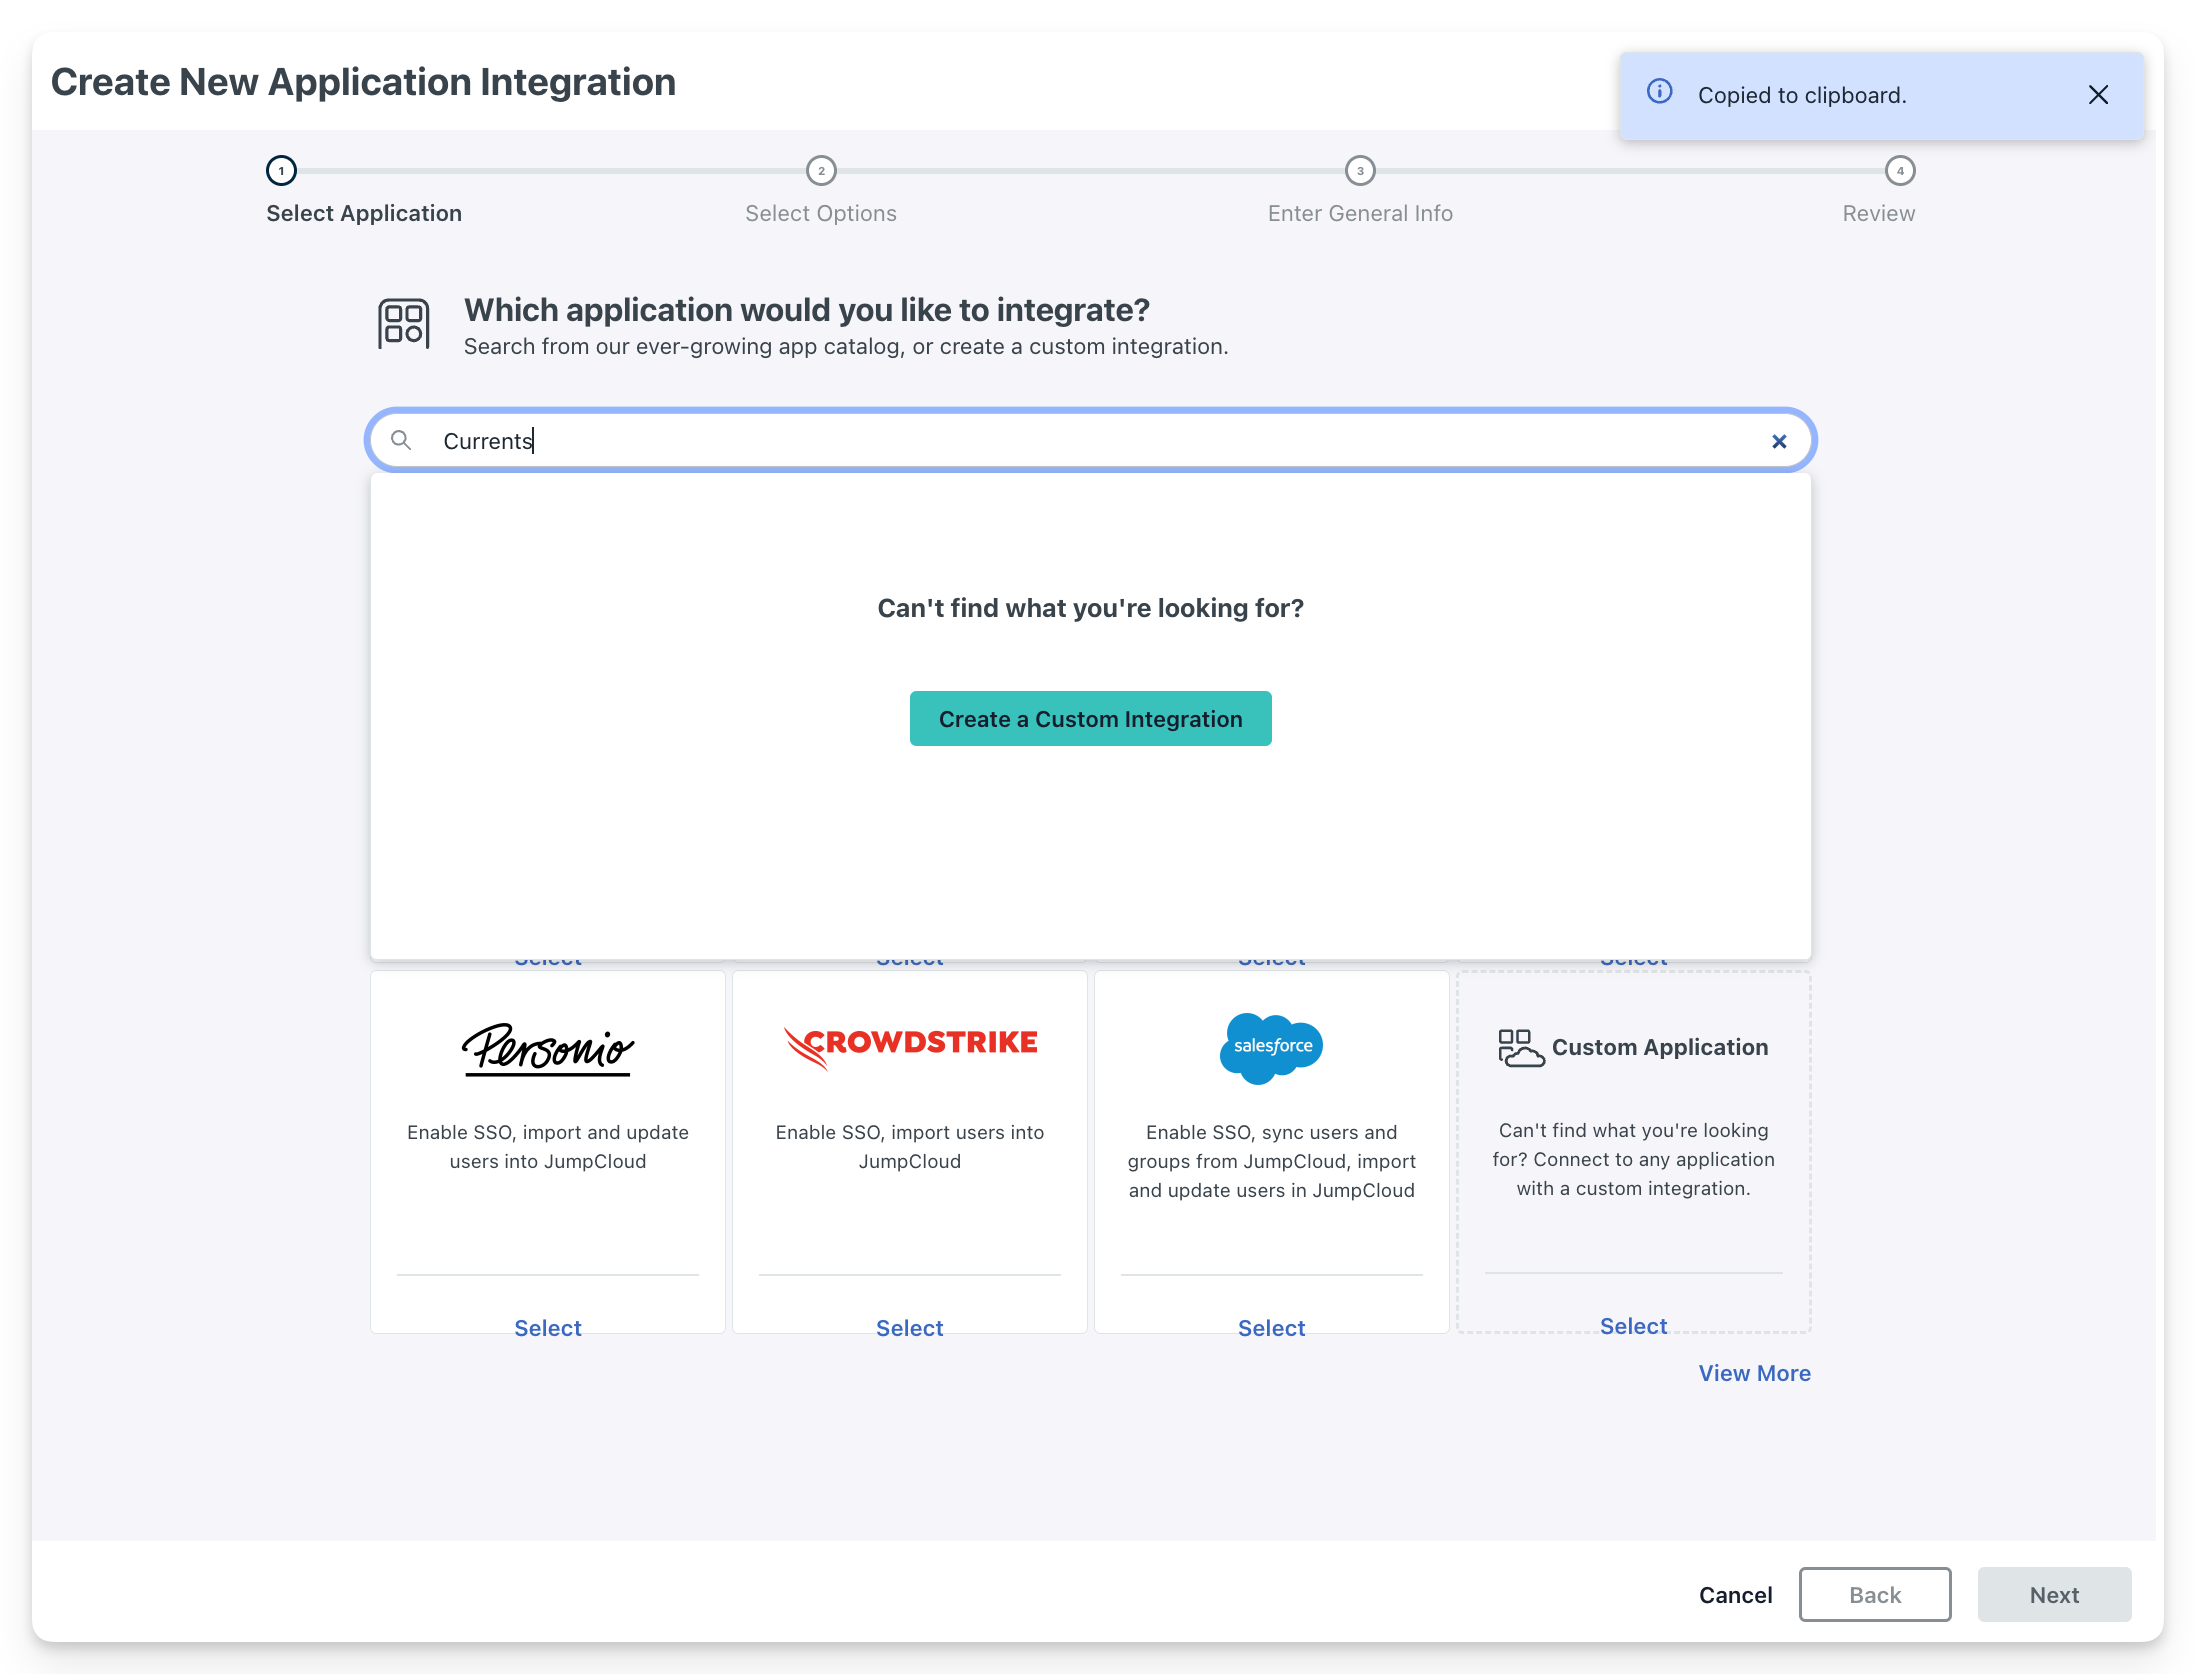 Create New Application Integration
Copied to clipboard.
1
2
3
4
Select Application
Select Options
Enter General Info
Review
Which application would you like to integrate?
Search from our ever-growing app catalog, or create a custom integration.
Currents
Can't find what you're looking for?
Create a Custom Integration
Select
Select
Select
Select
Personio
Enable SSO, import and update
users into JumpCloud
Select
CROWDSTRIKE
Enable SSO, import users into
JumpCloud
Select
salesforce
Enable SSO, sync users and
groups from JumpCloud, import
and update users in JumpCloud
Select
Custom Application
Can't find what you're looking
for? Connect to any application
with a custom integration.
Select
View More
Cancel
Back
Next